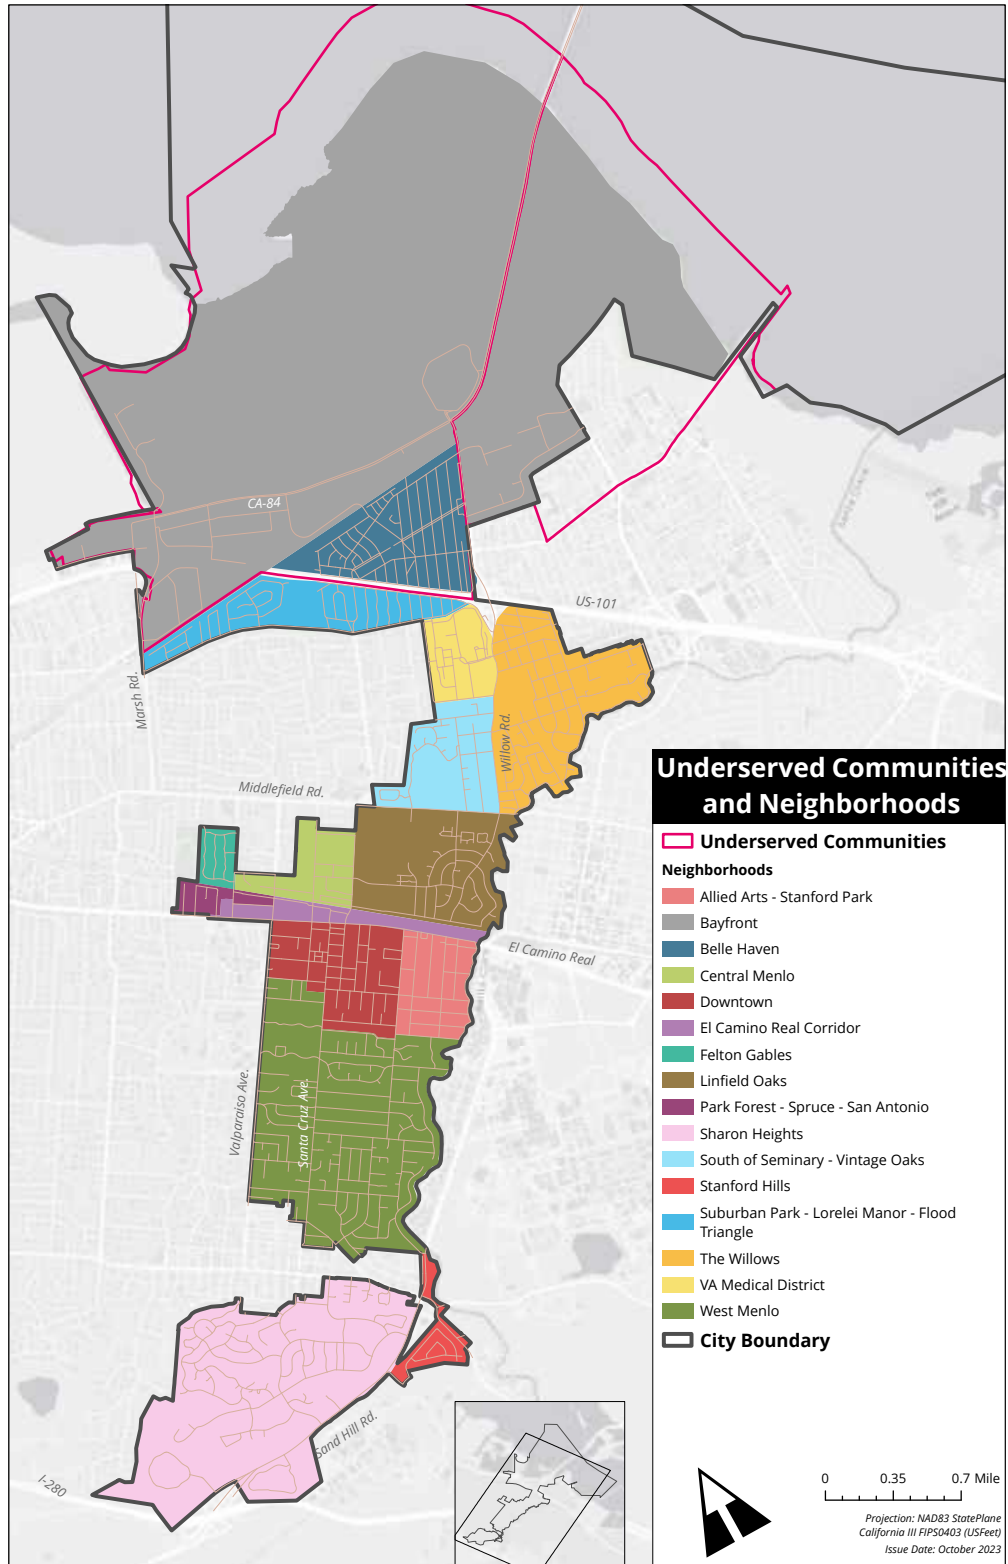 CA-84
US-101
Marsh Rd.
Willow Rd.
Middlefield Rd.
El Camino Real
Valparaiso Ave.
Santa Cruz Ave.
Sand Hill Rd.
I-280
Underserved Communities
and Neighborhoods
Underserved Communities
Neighborhoods
Allied Arts - Stanford Park
Bayfront
Belle Haven
Central Menlo
Downtown
El Camino Real Corridor
Felton Gables
Linfield Oaks
Park Forest - Spruce - San Antonio
Sharon Heights
South of Seminary - Vintage Oaks
Stanford Hills
Suburban Park - Lorelei Manor - Flood
Triangle
The Willows
VA Medical District
West Menlo
City Boundary
0 0.35 0.7 Mile
Projection: NAD83 StatePlane
California III FIPS0403 (USFeet)
Issue Date: October 2023